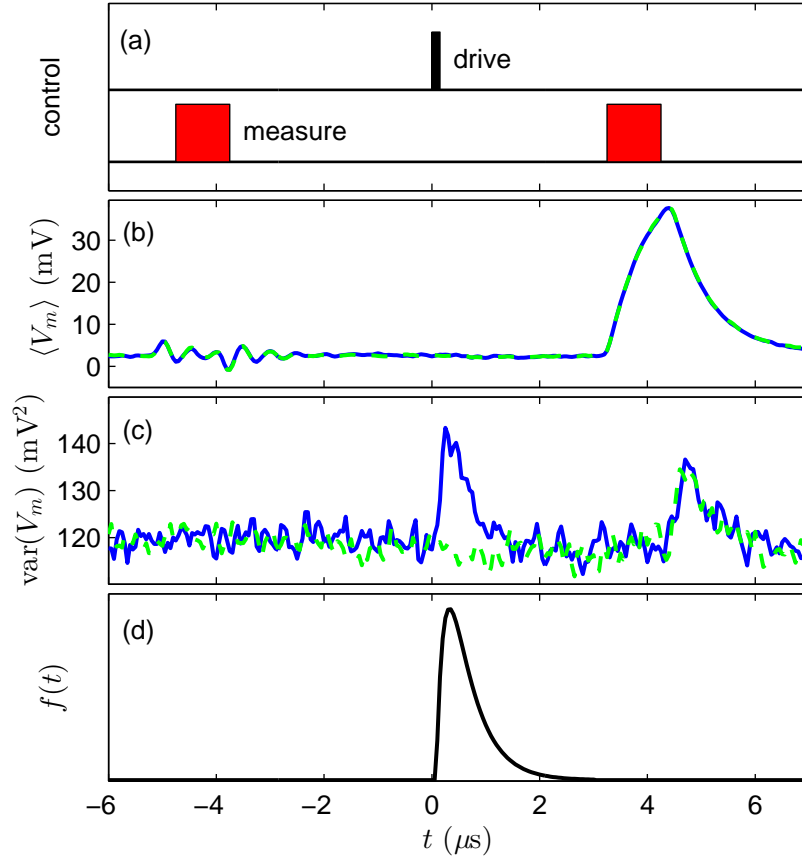 (a)
drive
control
measure
(b)
⟨V_m⟩ (mV)
30
20
10
0
(c)
var(V_m) (mV²)
140
130
120
(d)
f(t)
−6 −4 −2 0 2 4 6
t (μs)